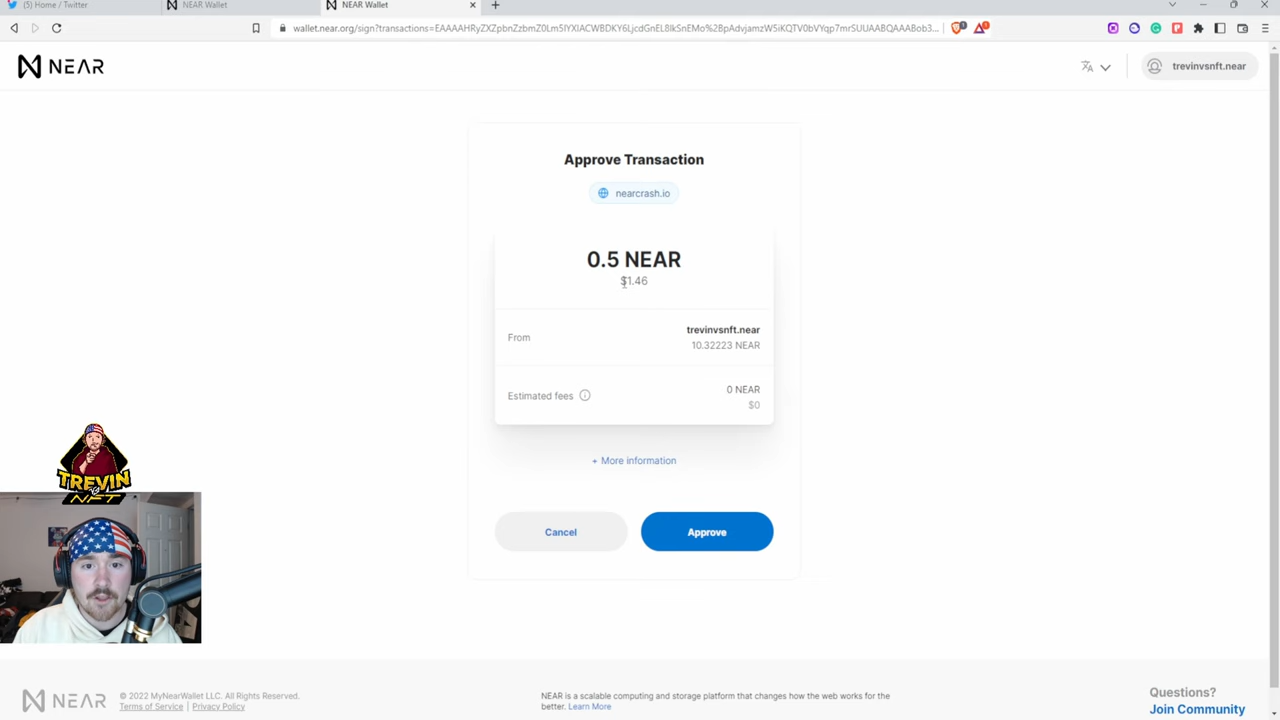 (5) Home / Twitter
NEAR Wallet
NEAR Wallet
wallet.near.org/sign?transactions=EAAAAHRyZXZpbnZzbmZ0Lm5lYXIACWBDKY6LjcdGnEL8lkSnEMo%2BpAdvjamzW5iKQTV0bVYqp7mrSUUAABQAAABob3...
NEAR
trevinvsnft.near
Approve Transaction
nearcrash.io
0.5 NEAR
$1.46
From
trevinvsnft.near
10.32223 NEAR
Estimated fees
0 NEAR
$0
+ More information
Cancel
Approve
TREVIN
VS
NFT
NEAR
© 2022 MyNearWallet LLC. All Rights Reserved.
Terms of Service | Privacy Policy
NEAR is a scalable computing and storage platform that changes how the web works for the
better. Learn More
Questions?
Join Community